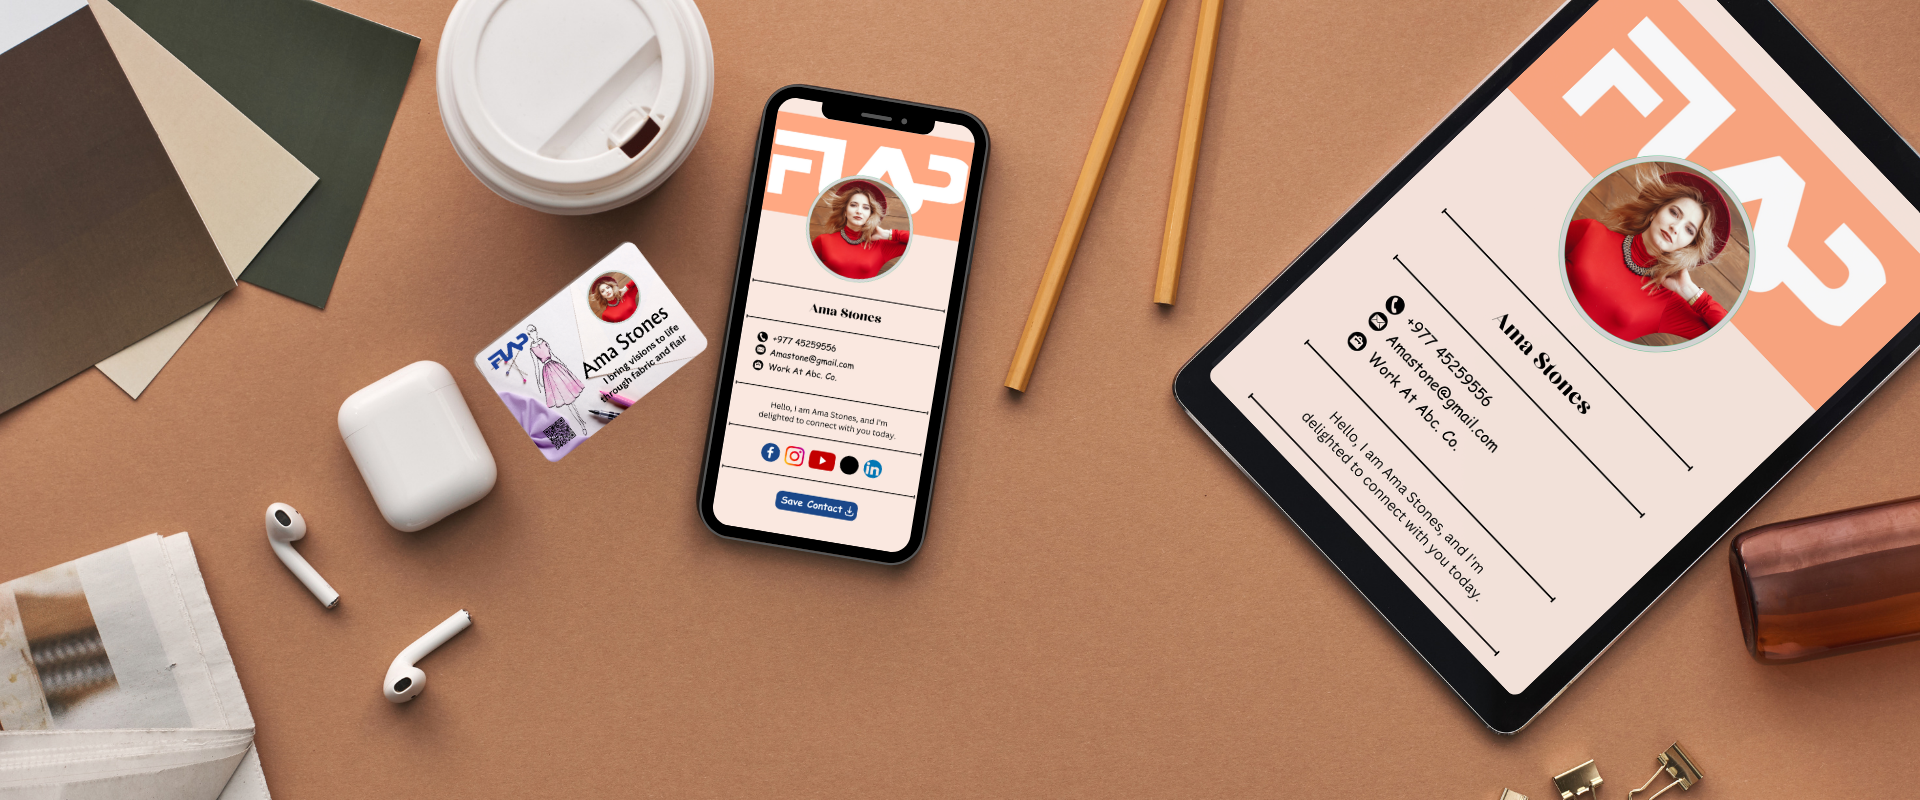 FLAP
Ama Stones
I bring visions to life
through fabric and flair
FLAP
Ama Stones
+977 45259556
Amastone@gmail.com
Work At Abc. Co.
Hello, I am Ama Stones, and I'm
delighted to connect with you today.
Save Contact
FLAP
Ama Stones
+977 45259556
Amastone@gmail.com
Work At Abc. Co.
Hello, I am Ama Stones, and I'm
delighted to connect with you today.